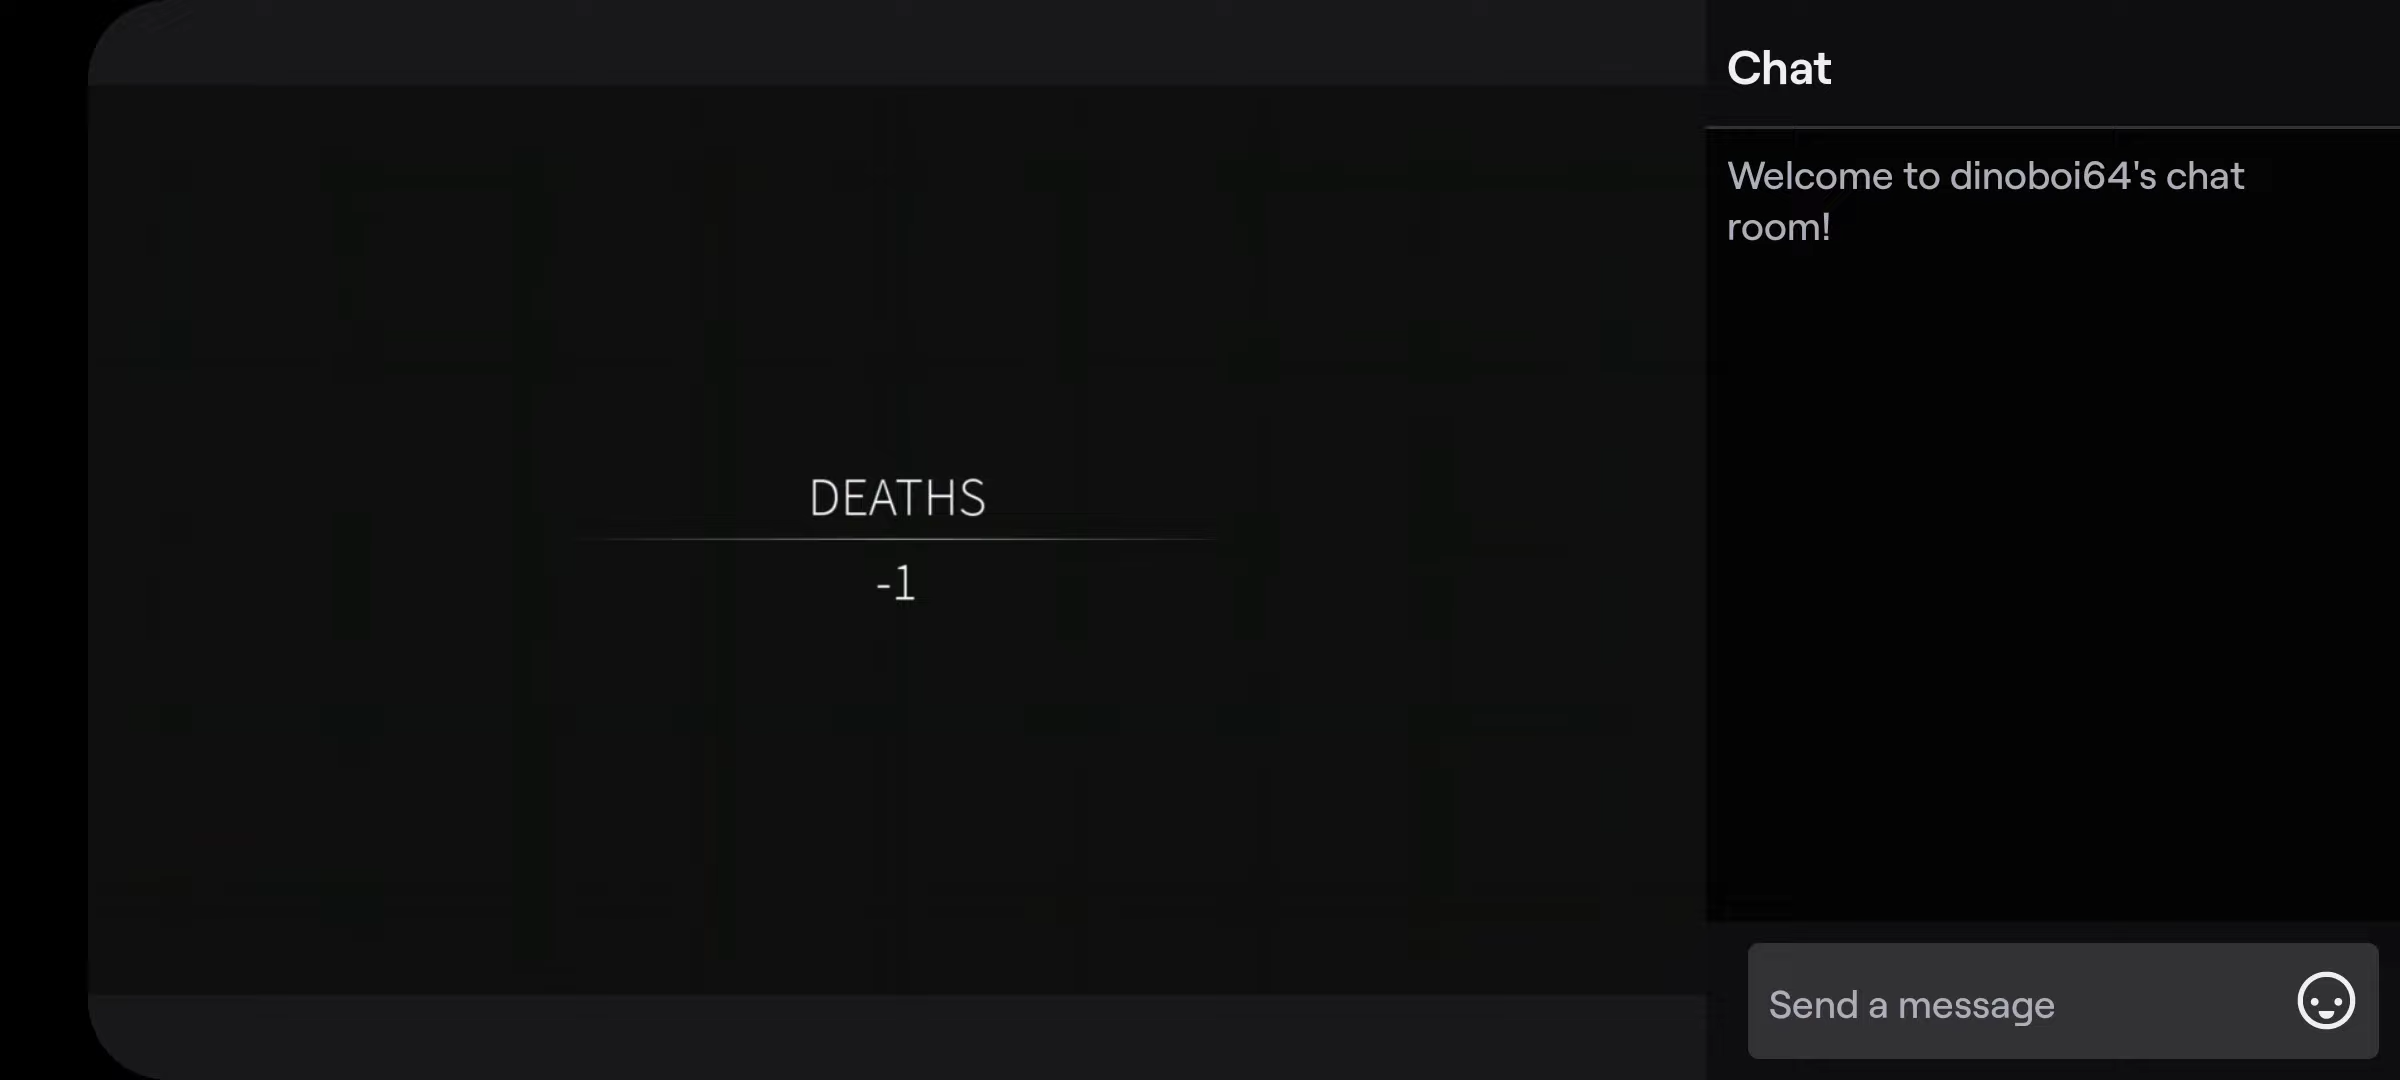 DEATHS
-1
Chat
Welcome to dinoboi64's chat
room!
Send a message